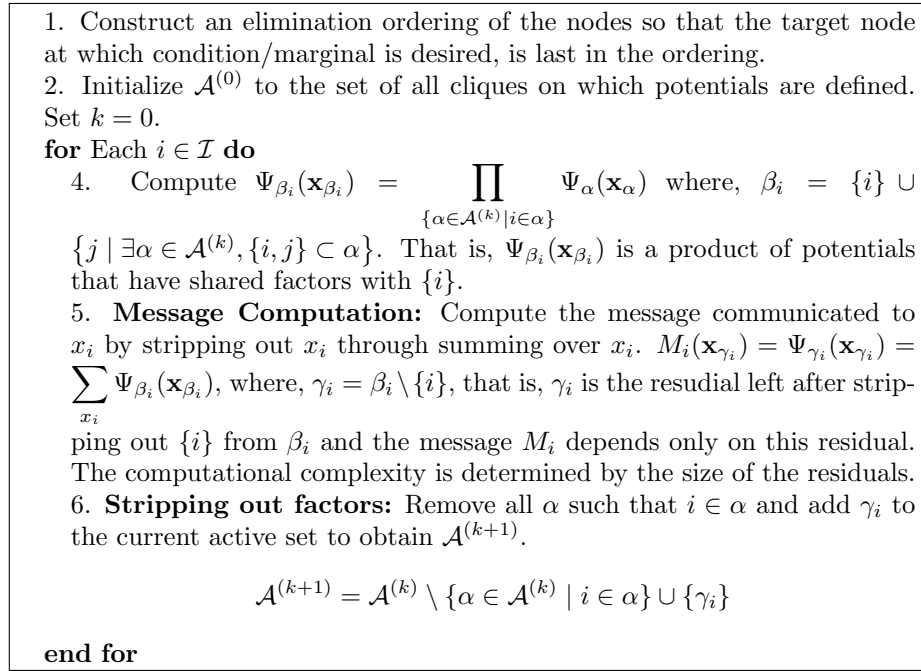 1. Construct an elimination ordering of the nodes so that the target node
at which condition/marginal is desired, is last in the ordering.
2. Initialize 𝒜⁽⁰⁾ to the set of all cliques on which potentials are defined.
Set k = 0.
for Each i ∈ ℐ do
4. Compute Ψ_{β_i}(x_{β_i}) = ∏_{{α∈𝒜^{(k)}|i∈α}} Ψ_α(x_α) where, β_i = {i} ∪
{j | ∃α ∈ 𝒜^{(k)}, {i, j} ⊂ α}. That is, Ψ_{β_i}(x_{β_i}) is a product of potentials
that have shared factors with {i}.
5. Message Computation: Compute the message communicated to
x_i by stripping out x_i through summing over x_i. M_i(x_{γ_i}) = Ψ_{γ_i}(x_{γ_i}) =
∑_{x_i} Ψ_{β_i}(x_{β_i}), where, γ_i = β_i \ {i}, that is, γ_i is the resudial left after strip-
ping out {i} from β_i and the message M_i depends only on this residual.
The computational complexity is determined by the size of the residuals.
6. Stripping out factors: Remove all α such that i ∈ α and add γ_i to
the current active set to obtain 𝒜^{(k+1)}.
𝒜^{(k+1)} = 𝒜^{(k)} \ {α ∈ 𝒜^{(k)} | i ∈ α} ∪ {γ_i}
end for